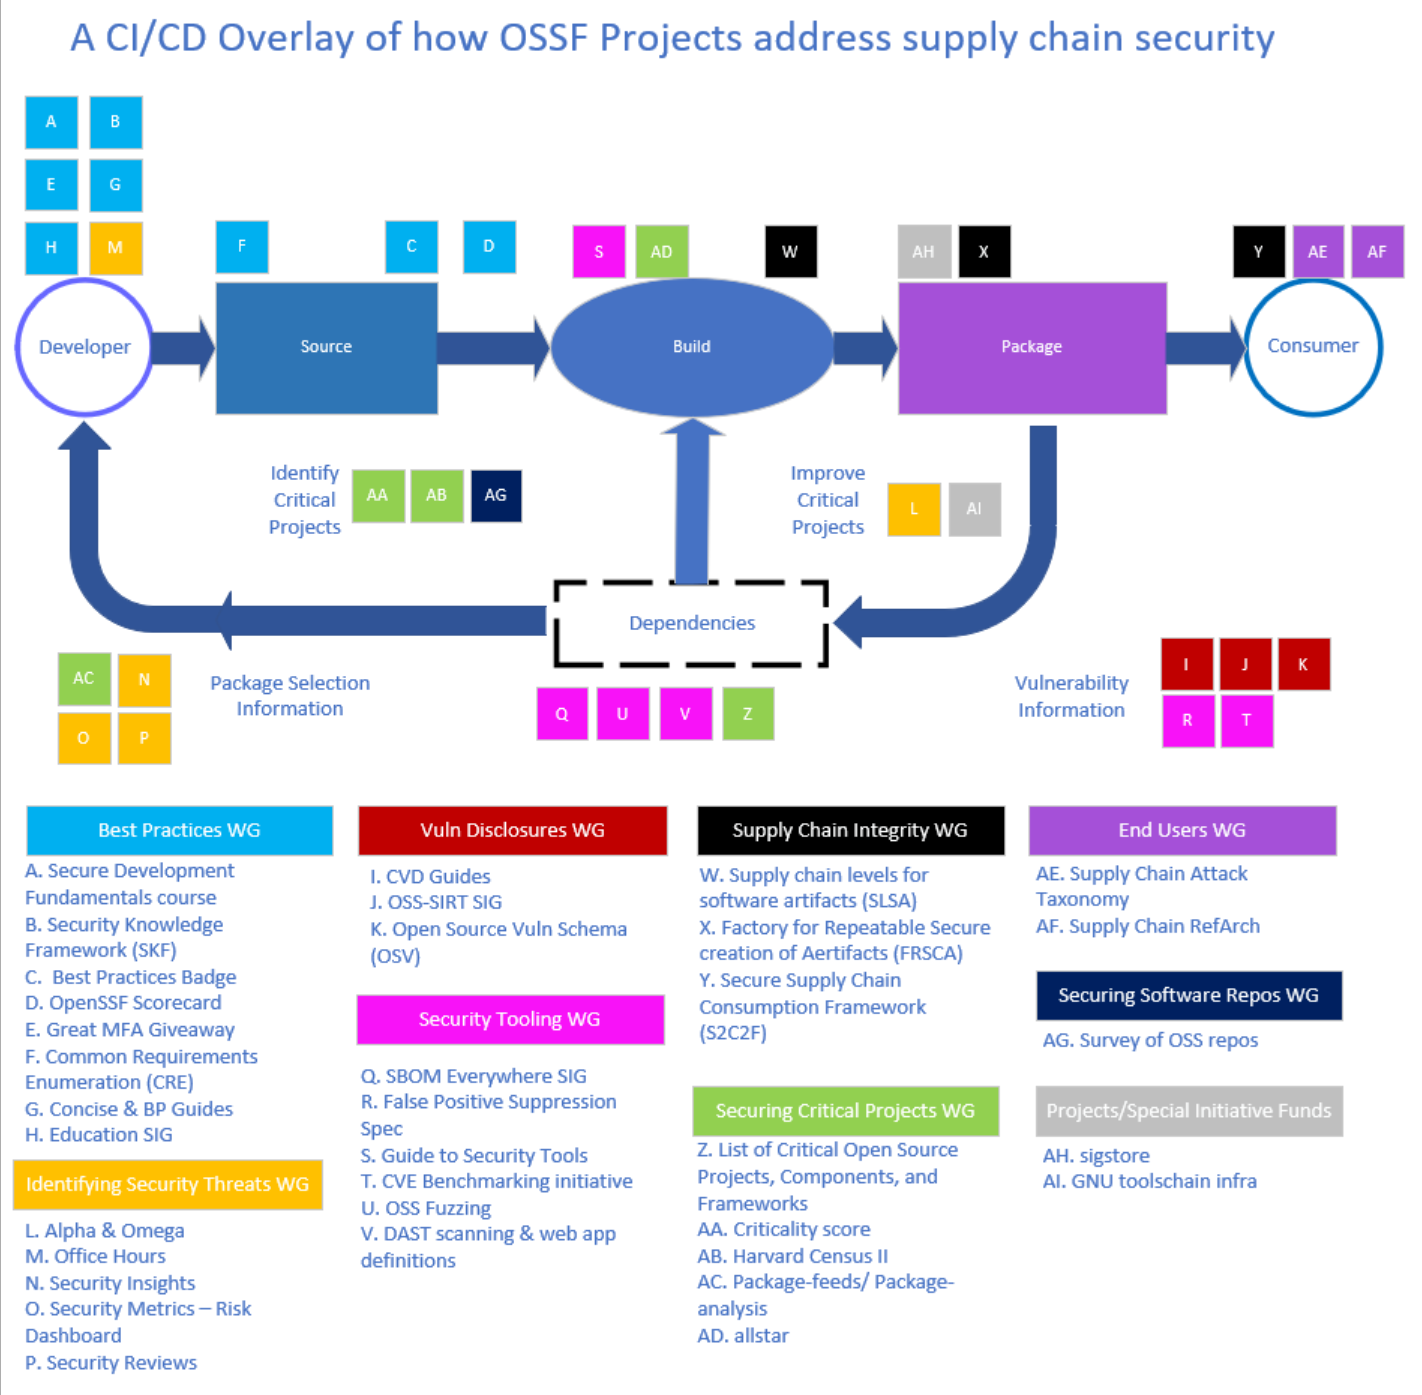 A CI/CD Overlay of how OSSF Projects address supply chain security
A
B
E
G
H
M
F
C
D
S
AD
W
AH
X
Y
AE
AF
Developer
Source
Build
Package
Consumer
Identify
Critical
Projects
AA
AB
AG
Improve
Critical
Projects
L
AI
Dependencies
AC
N
O
P
Package Selection
Information
Q
U
V
Z
Vulnerability
Information
I
J
K
R
T
Best Practices WG
A. Secure Development
Fundamentals course
B. Security Knowledge
Framework (SKF)
C.  Best Practices Badge
D. OpenSSF Scorecard
E. Great MFA Giveaway
F. Common Requirements
Enumeration (CRE)
G. Concise & BP Guides
H. Education SIG
Identifying Security Threats WG
L. Alpha & Omega
M. Office Hours
N. Security Insights
O. Security Metrics – Risk
Dashboard
P. Security Reviews
Vuln Disclosures WG
I. CVD Guides
J. OSS-SIRT SIG
K. Open Source Vuln Schema
(OSV)
Security Tooling WG
Q. SBOM Everywhere SIG
R. False Positive Suppression
Spec
S. Guide to Security Tools
T. CVE Benchmarking initiative
U. OSS Fuzzing
V. DAST scanning & web app
definitions
Supply Chain Integrity WG
W. Supply chain levels for
software artifacts (SLSA)
X. Factory for Repeatable Secure
creation of Aertifacts (FRSCA)
Y. Secure Supply Chain
Consumption Framework
(S2C2F)
Securing Critical Projects WG
Z. List of Critical Open Source
Projects, Components, and
Frameworks
AA. Criticality score
AB. Harvard Census II
AC. Package-feeds/ Package-
analysis
AD. allstar
End Users WG
AE. Supply Chain Attack
Taxonomy
AF. Supply Chain RefArch
Securing Software Repos WG
AG. Survey of OSS repos
Projects/Special Initiative Funds
AH. sigstore
AI. GNU toolschain infra